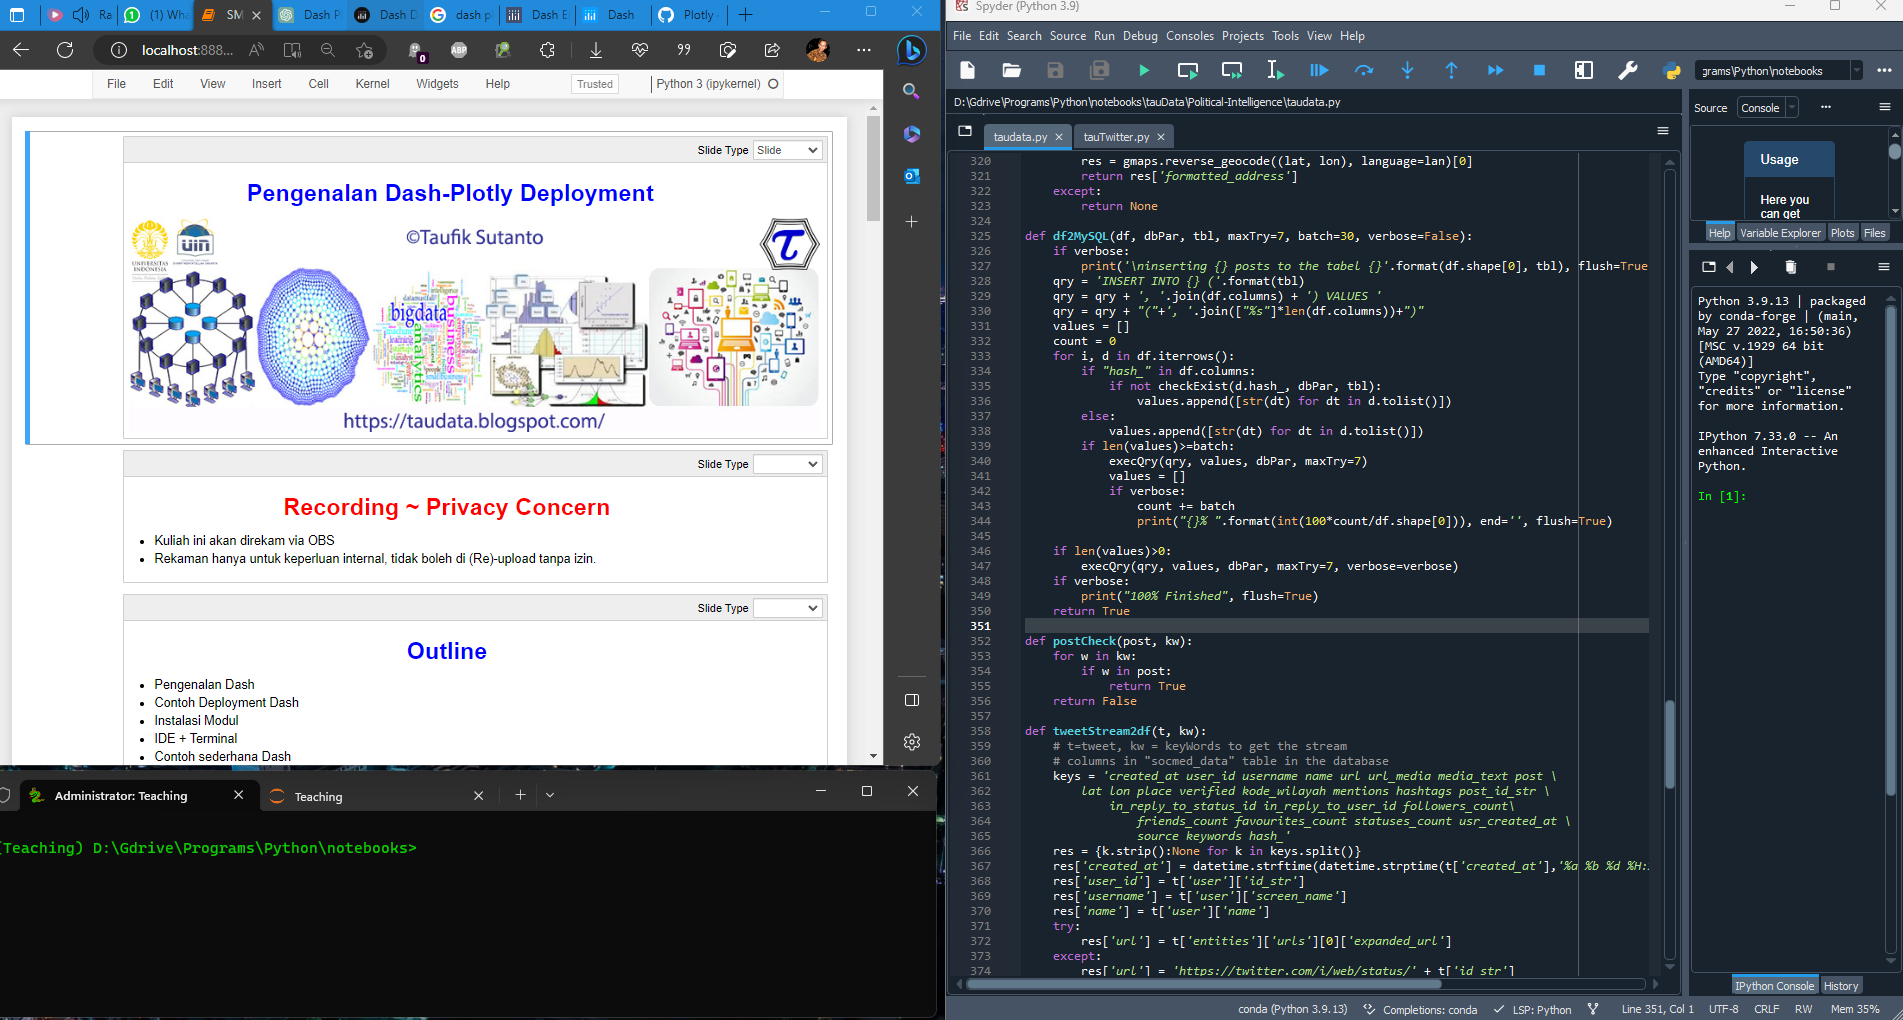 Ra
(1) Wha
SM
Dash P
Dash D
dash p
Dash E
Dash
Plotly
localhost:888...
0
ABP
File Edit View Insert Cell Kernel Widgets Help Trusted Python 3 (ipykernel)
Slide Type Slide
Pengenalan Dash-Plotly Deployment
©Taufik Sutanto
UNIVERSITAS
INDONESIA
UIN
bigdata
business
analytics
https://taudata.blogspot.com/
Slide Type
Recording ~ Privacy Concern
Kuliah ini akan direkam via OBS
Rekaman hanya untuk keperluan internal, tidak boleh di (Re)-upload tanpa izin.
Slide Type
Outline
Pengenalan Dash
Contoh Deployment Dash
Instalasi Modul
IDE + Terminal
Contoh sederhana Dash
Administrator: Teaching
Teaching
(Teaching) D:\Gdrive\Programs\Python\notebooks>
Spyder (Python 3.9)
File Edit Search Source Run Debug Consoles Projects Tools View Help
grams\Python\notebooks
D:\Gdrive\Programs\Python\notebooks\tauData\Political-Intelligence\taudata.py
taudata.py
tauTwitter.py
320 res = gmaps.reverse_geocode((lat, lon), language=lan)[0]
321 return res['formatted_address']
322 except:
323 return None
324
325 def df2MySQL(df, dbPar, tbl, maxTry=7, batch=30, verbose=False):
326 if verbose:
327 print('\ninserting {} posts to the tabel {}'.format(df.shape[0], tbl), flush=True
328 qry = 'INSERT INTO {} ('.format(tbl)
329 qry = qry + ', '.join(df.columns) + ') VALUES '
330 qry = qry + "("+', '.join(["%s"]*len(df.columns))+")"
331 values = []
332 count = 0
333 for i, d in df.iterrows():
334 if "hash_" in df.columns:
335 if not checkExist(d.hash_, dbPar, tbl):
336 values.append([str(dt) for dt in d.tolist()])
337 else:
338 values.append([str(dt) for dt in d.tolist()])
339 if len(values)>=batch:
340 execQry(qry, values, dbPar, maxTry=7)
341 values = []
342 if verbose:
343 count += batch
344 print("{}% ".format(int(100*count/df.shape[0])), end='', flush=True)
345
346 if len(values)>0:
347 execQry(qry, values, dbPar, maxTry=7, verbose=verbose)
348 if verbose:
349 print("100% Finished", flush=True)
350 return True
351
352 def postCheck(post, kw):
353 for w in kw:
354 if w in post:
355 return True
356 return False
357
358 def tweetStream2df(t, kw):
359 # t=tweet, kw = keyWords to get the stream
360 # columns in "socmed_data" table in the database
361 keys = 'created_at user_id username name url url_media media_text post \
362 lat lon place verified kode_wilayah mentions hashtags post_id_str \
363 in_reply_to_status_id in_reply_to_user_id followers_count\
364 friends_count favourites_count statuses_count usr_created_at \
365 source keywords hash_'
366 res = {k.strip():None for k in keys.split()}
367 res['created_at'] = datetime.strftime(datetime.strptime(t['created_at'],'%a %b %d %H:
368 res['user_id'] = t['user']['id_str']
369 res['username'] = t['user']['screen_name']
370 res['name'] = t['user']['name']
371 try:
372 res['url'] = t['entities']['urls'][0]['expanded_url']
373 except:
374 res['url'] = 'https://twitter.com/i/web/status/' + t['id_str']
Source Console
Usage
Here you
can get
Help Variable Explorer Plots Files
Python 3.9.13 | packaged
by conda-forge | (main,
May 27 2022, 16:50:36)
[MSC v.1929 64 bit
(AMD64)]
Type "copyright",
"credits" or "license"
for more information.
IPython 7.33.0 -- An
enhanced Interactive
Python.
In [1]:
IPython Console History
conda (Python 3.9.13) Completions: conda LSP: Python Line 351, Col 1 UTF-8 CRLF RW Mem 35%